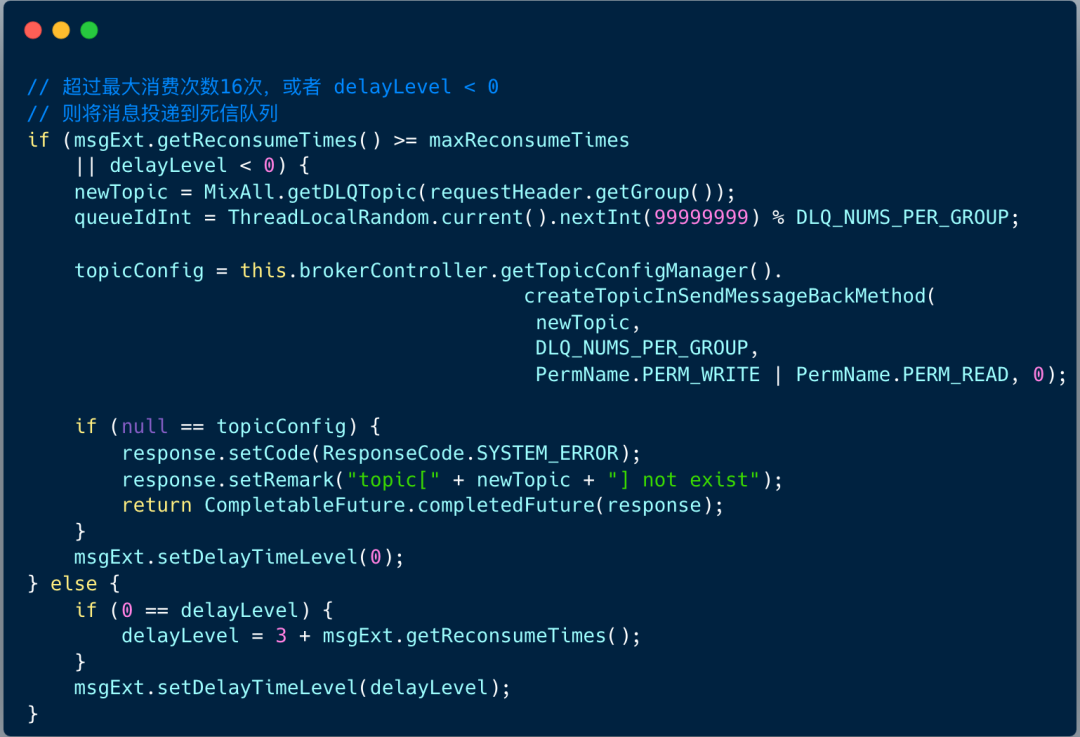 // 超过最大消费次数16次，或者 delayLevel < 0
// 则将消息投递到死信队列
if (msgExt.getReconsumeTimes() >= maxReconsumeTimes
    || delayLevel < 0) {
    newTopic = MixAll.getDLQTopic(requestHeader.getGroup());
    queueIdInt = ThreadLocalRandom.current().nextInt(99999999) % DLQ_NUMS_PER_GROUP;
    topicConfig = this.brokerController.getTopicConfigManager().
                                          createTopicInSendMessageBackMethod(
                                           newTopic,
                                           DLQ_NUMS_PER_GROUP,
                                           PermName.PERM_WRITE | PermName.PERM_READ, 0);
    if (null == topicConfig) {
        response.setCode(ResponseCode.SYSTEM_ERROR);
        response.setRemark("topic[" + newTopic + "] not exist");
        return CompletableFuture.completedFuture(response);
    }
    msgExt.setDelayTimeLevel(0);
} else {
    if (0 == delayLevel) {
        delayLevel = 3 + msgExt.getReconsumeTimes();
    }
    msgExt.setDelayTimeLevel(delayLevel);
}